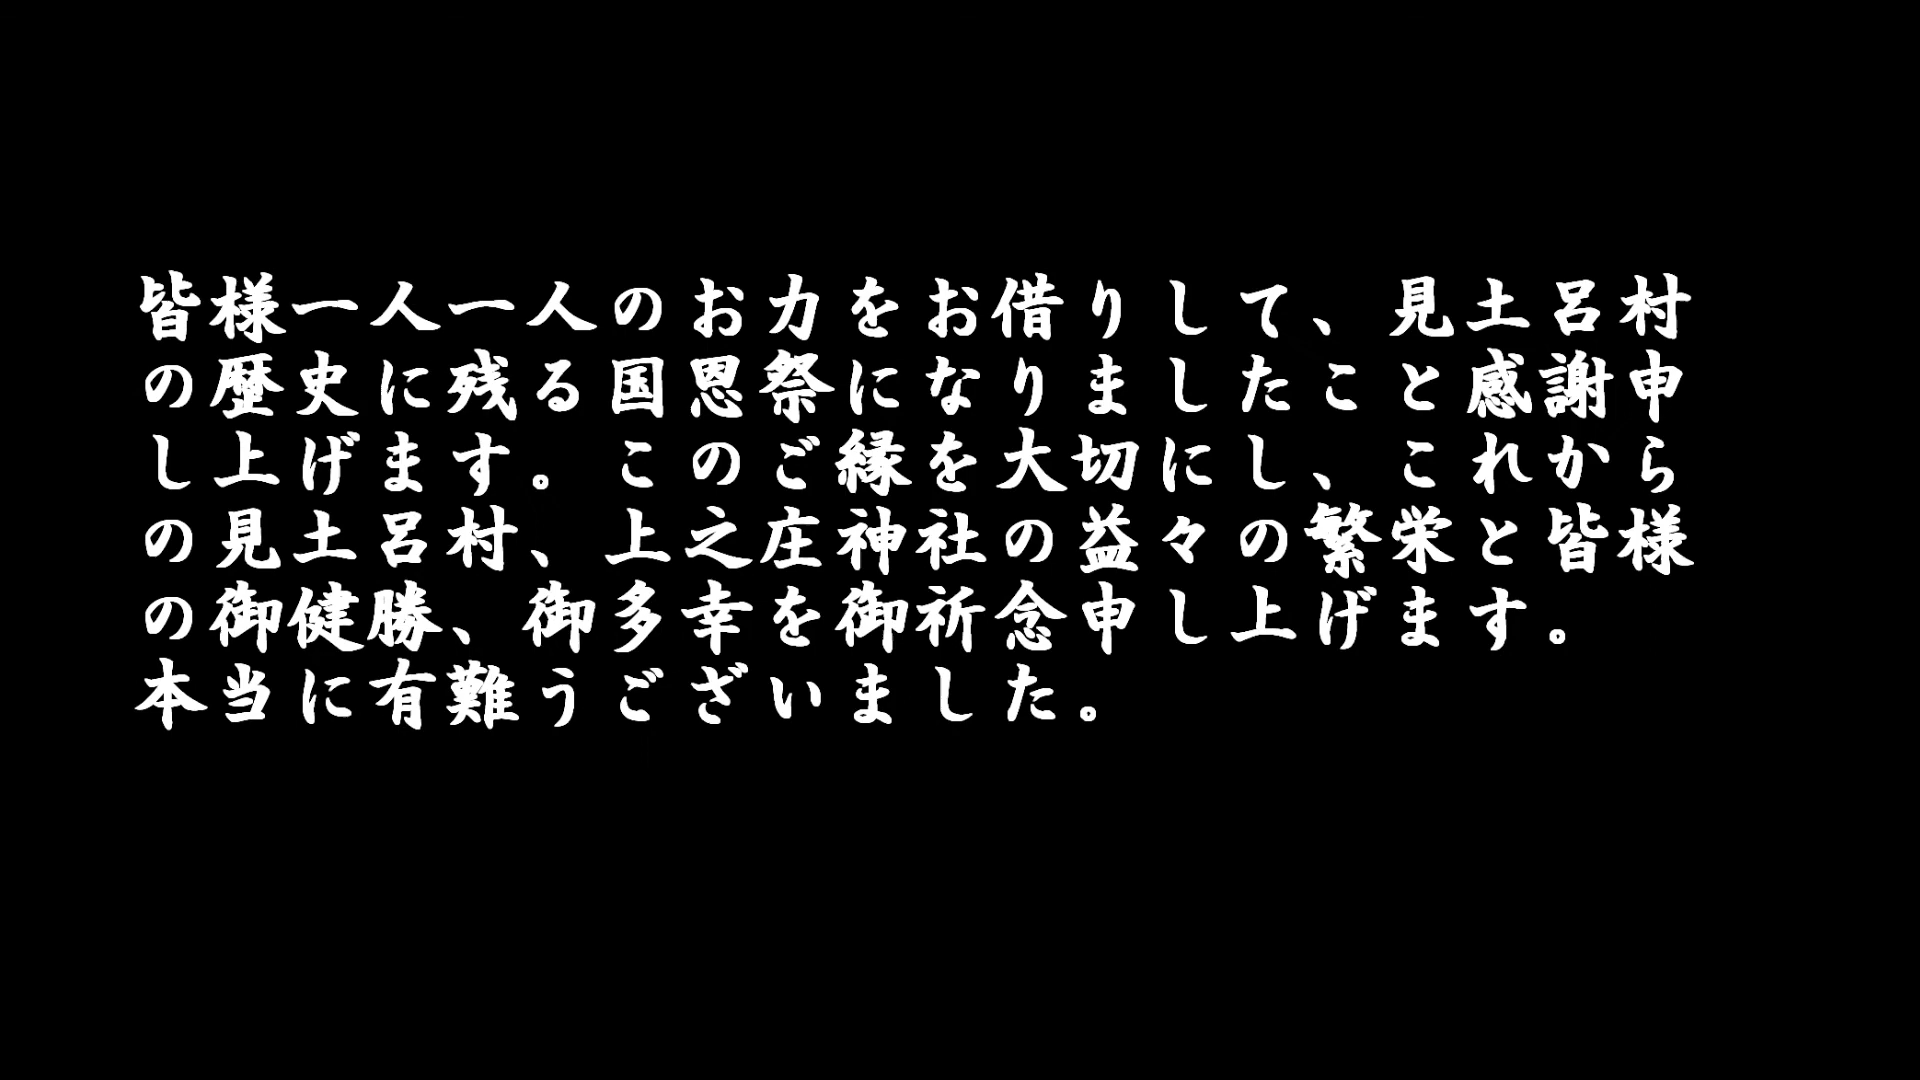 皆様一人一人のお力をお借りして、見土呂村
の歴史に残る国恩祭になりましたこと感謝申
し上げます。このご縁を大切にし、これから
の見土呂村、上之庄神社の益々の繁栄と皆様
の御健勝、御多幸を御祈念申し上げます。
本当に有難うございました。